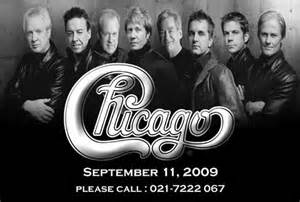 Chicago
SEPTEMBER 11, 2009
PLEASE CALL : 021-7222 067